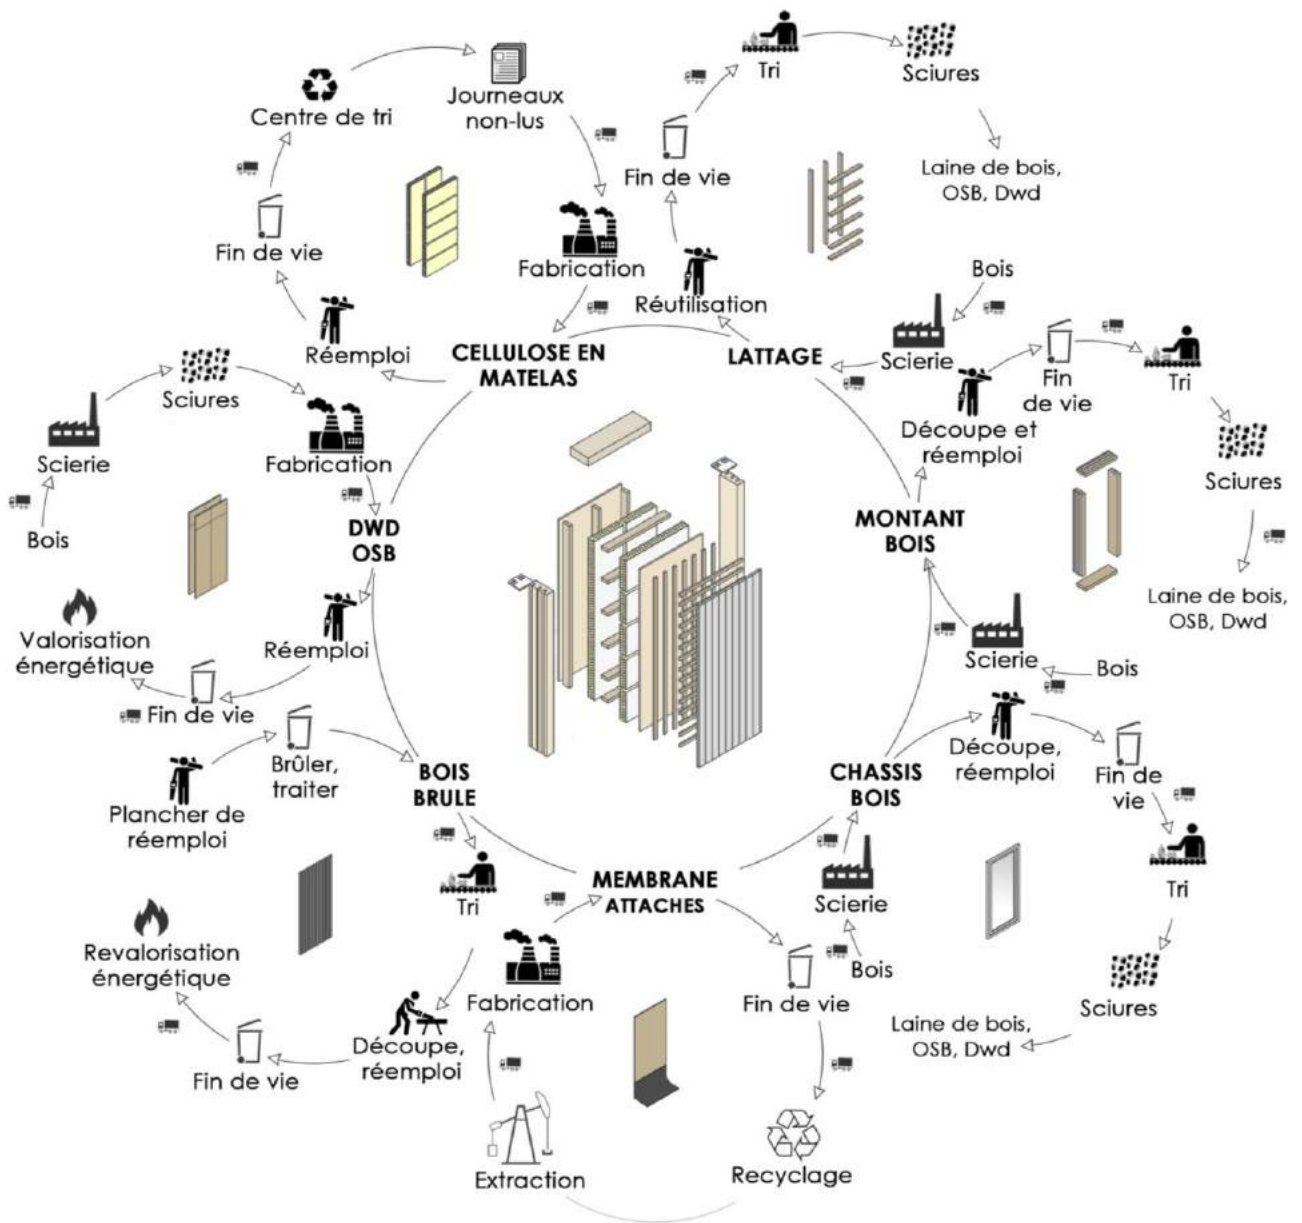 Tri
Sciures
Laine de bois,
OSB, Dwd
Journeaux
non-lus
Centre de tri
Fin de vie
Fin de vie
Fabrication
Réutilisation
Réemploi
CELLULOSE EN
MATELAS
LATTAGE
Bois
Scierie
Fin
de vie
Tri
Découpe et
réemploi
Sciures
Laine de bois,
OSB, Dwd
Sciures
Scierie
Fabrication
Bois
DWD
OSB
MONTANT
BOIS
Valorisation
énergétique
Réemploi
Fin de vie
Scierie
Bois
Brûler,
traiter
Plancher de
réemploi
BOIS
BRULE
CHASSIS
BOIS
Découpe,
réemploi
Fin de
vie
Tri
Sciures
Laine de bois,
OSB, Dwd
Tri
MEMBRANE
ATTACHES
Scierie
Bois
Revalorisation
énergétique
Fabrication
Fin de vie
Découpe,
réemploi
Fin de vie
Extraction
Recyclage